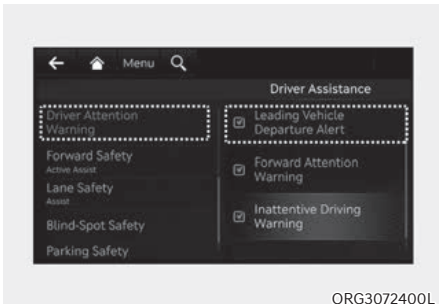 Menu
Driver Assistance
Driver Attention
Warning
Forward Safety
Active Assist
Lane Safety
Assist
Blind-Spot Safety
Parking Safety
Leading Vehicle
Departure Alert
Forward Attention
Warning
Inattentive Driving
Warning
ORG3072400L